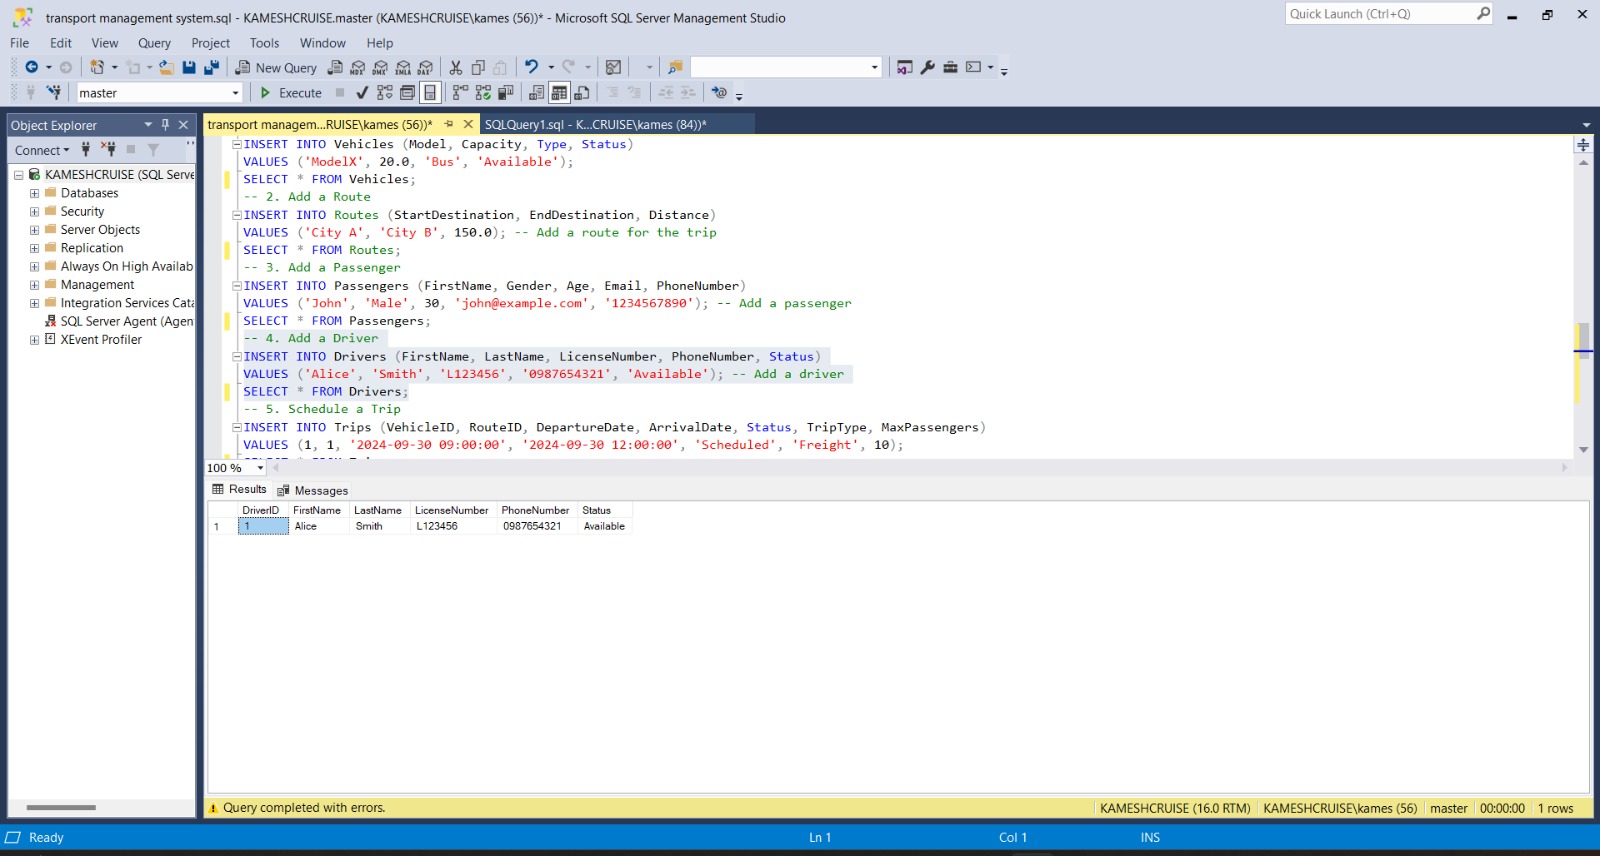 transport management system.sql - KAMESHCRUISE.master (KAMESHCRUISE\kames (56))* - Microsoft SQL Server Management Studio
Quick Launch (Ctrl+Q)
File Edit View Query Project Tools Window Help
New Query MDX DMX XMLA DAX
master Execute
Object Explorer
transport managem...RUISE\kames (56))* SQLQuery1.sql - K...CRUISE\kames (84))*
Connect
KAMESHCRUISE (SQL Serve
Databases
Security
Server Objects
Replication
Always On High Availab
Management
Integration Services Cata
SQL Server Agent (Agen
XEvent Profiler
INSERT INTO Vehicles (Model, Capacity, Type, Status)
VALUES ('ModelX', 20.0, 'Bus', 'Available');
SELECT * FROM Vehicles;
-- 2. Add a Route
INSERT INTO Routes (StartDestination, EndDestination, Distance)
VALUES ('City A', 'City B', 150.0); -- Add a route for the trip
SELECT * FROM Routes;
-- 3. Add a Passenger
INSERT INTO Passengers (FirstName, Gender, Age, Email, PhoneNumber)
VALUES ('John', 'Male', 30, 'john@example.com', '1234567890'); -- Add a passenger
SELECT * FROM Passengers;
-- 4. Add a Driver
INSERT INTO Drivers (FirstName, LastName, LicenseNumber, PhoneNumber, Status)
VALUES ('Alice', 'Smith', 'L123456', '0987654321', 'Available'); -- Add a driver
SELECT * FROM Drivers;
-- 5. Schedule a Trip
INSERT INTO Trips (VehicleID, RouteID, DepartureDate, ArrivalDate, Status, TripType, MaxPassengers)
VALUES (1, 1, '2024-09-30 09:00:00', '2024-09-30 12:00:00', 'Scheduled', 'Freight', 10);
100 %
Results Messages
DriverID FirstName LastName LicenseNumber PhoneNumber Status
1 1 Alice Smith L123456 0987654321 Available
Query completed with errors.
KAMESHCRUISE (16.0 RTM) KAMESHCRUISE\kames (56) master 00:00:00 1 rows
Ready Ln 1 Col 1 INS